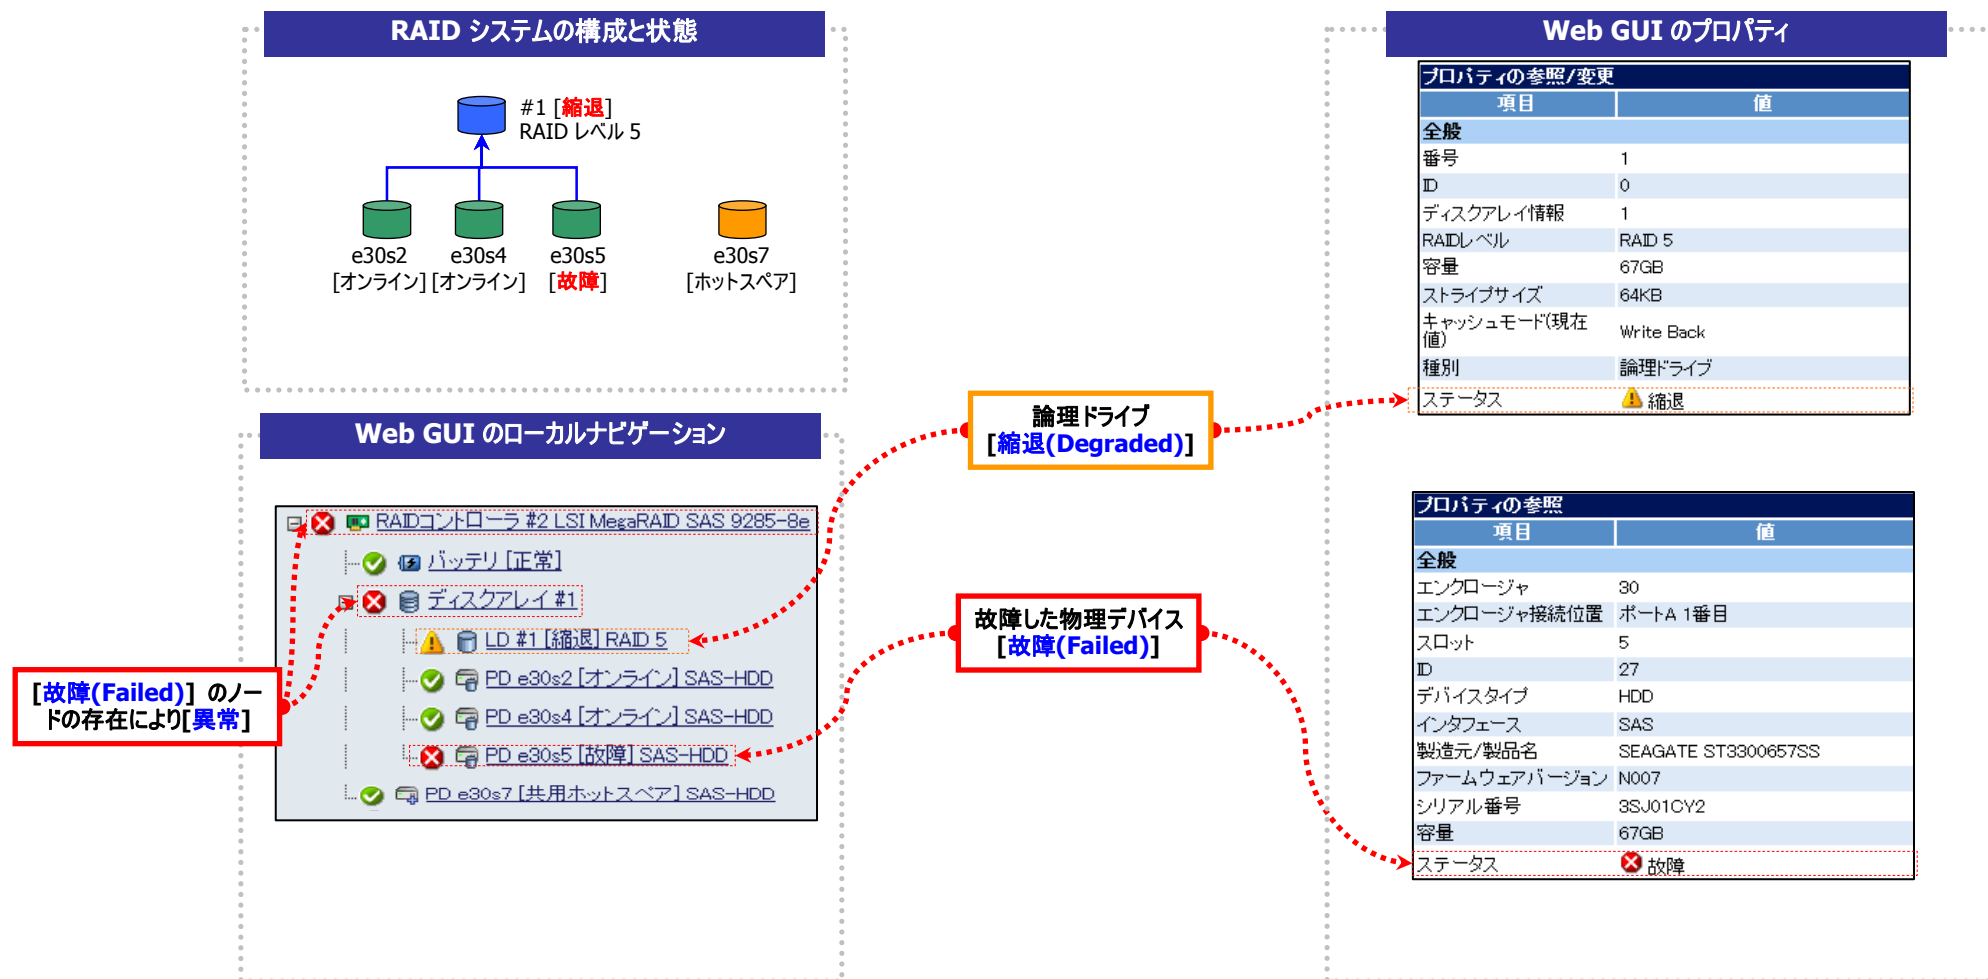 RAID システムの構成と状態
#1 [縮退]
RAID レベル 5
e30s2
[オンライン]
e30s4
[オンライン]
e30s5
[故障]
e30s7
[ホットスペア]
Web GUI のローカルナビゲーション
RAIDコントローラ #2 LSI MegaRAID SAS 9285-8e
バッテリ [正常]
ディスクアレイ #1
LD #1 [縮退] RAID 5
PD e30s2 [オンライン] SAS-HDD
PD e30s4 [オンライン] SAS-HDD
PD e30s5 [故障] SAS-HDD
PD e30s7 [共用ホットスペア] SAS-HDD
[故障(Failed)] のノー
ドの存在により[異常]
論理ドライブ
[縮退(Degraded)]
故障した物理デバイス
[故障(Failed)]
Web GUI のプロパティ
プロパティの参照/変更
項目 値
全般
番号 1
ID 0
ディスクアレイ情報 1
RAIDレベル RAID 5
容量 67GB
ストライプサイズ 64KB
キャッシュモード(現在
値) Write Back
種別 論理ドライブ
ステータス 縮退
プロパティの参照
項目 値
全般
エンクロージャ 30
エンクロージャ接続位置 ポートA 1番目
スロット 5
ID 27
デバイスタイプ HDD
インタフェース SAS
製造元/製品名 SEAGATE ST3300657SS
ファームウェアバージョン N007
シリアル番号 3SJ01CY2
容量 67GB
ステータス 故障